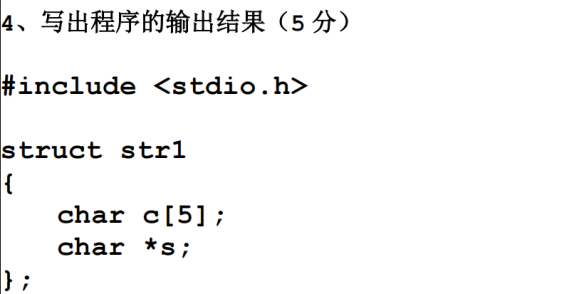 4、写出程序的输出结果（5 分）
#include <stdio.h>
struct str1
{
char c[5];
char *s;
};